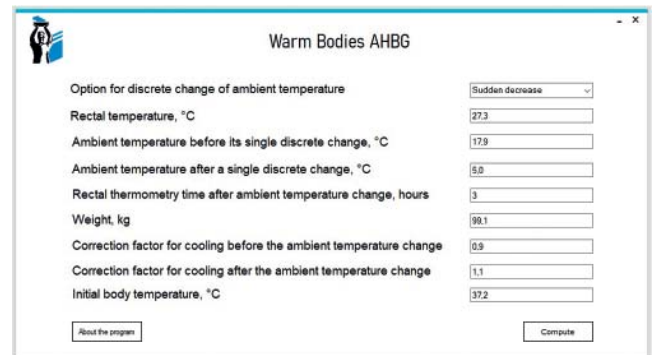 Warm Bodies AHBG
Option for discrete change of ambient temperature Sudden decrease
Rectal temperature, °C 27,3
Ambient temperature before its single discrete change, °C 17,9
Ambient temperature after a single discrete change, °C 5,0
Rectal thermometry time after ambient temperature change, hours 3
Weight, kg 99,1
Correction factor for cooling before the ambient temperature change 0,9
Correction factor for cooling after the ambient temperature change 1,1
Initial body temperature, °C 37,2
About the program Compute